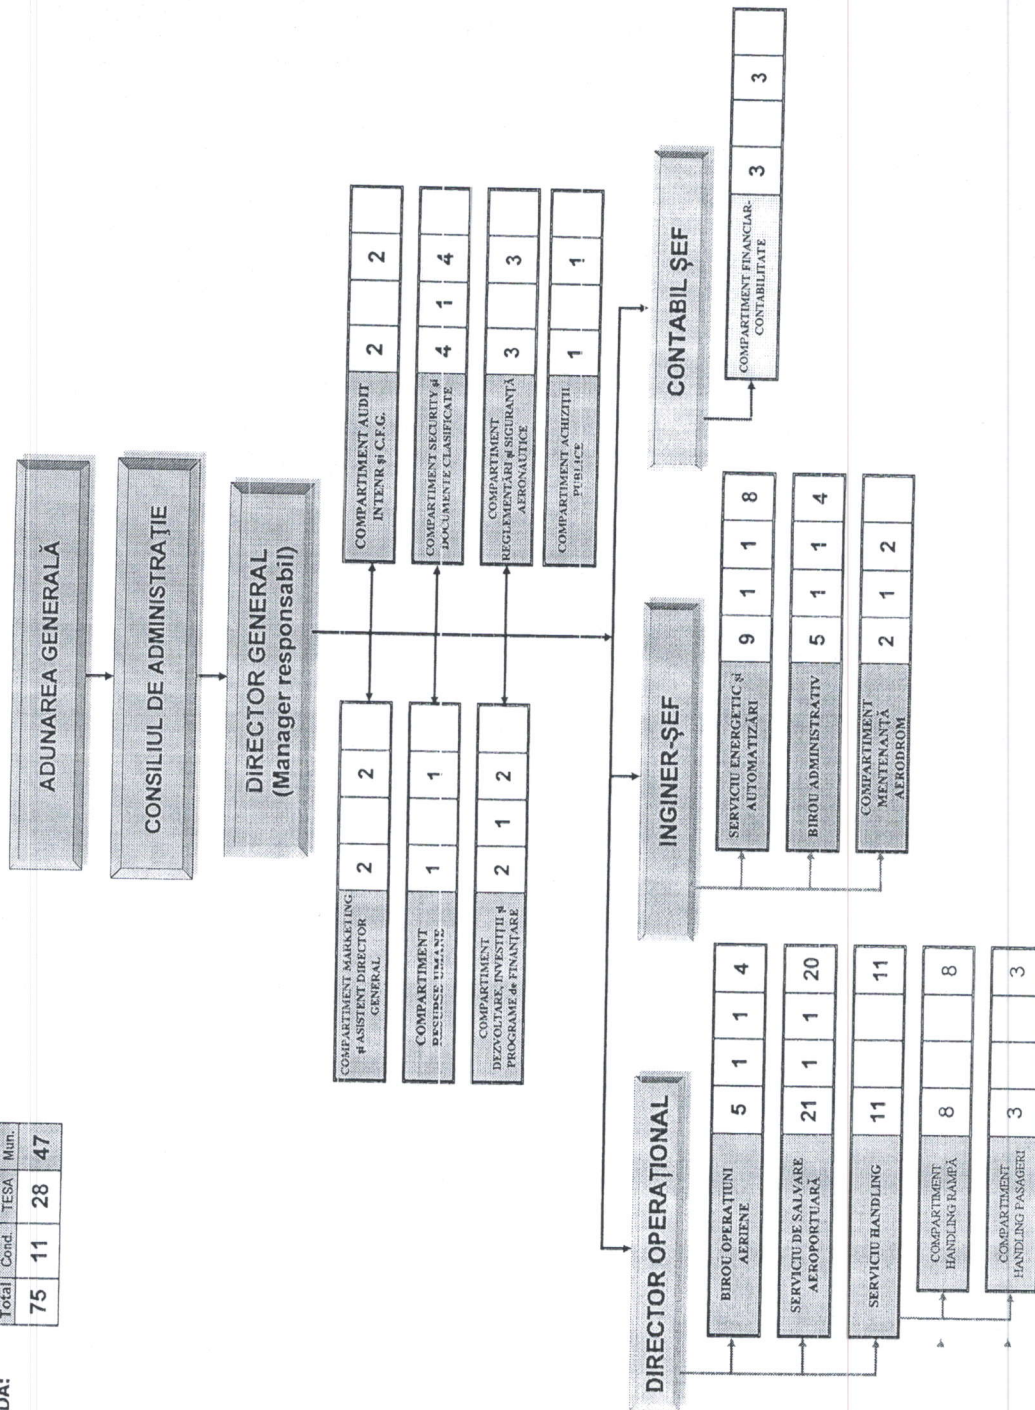 DA:
Total Cond. TESA Mun.
75 11 28 47
ADUNAREA GENERALĂ
CONSILIUL DE ADMINISTRAȚIE
DIRECTOR GENERAL
(Manager responsabil)
COMPARTIMENT MARKETING
și ASISTENT DIRECTOR
GENERAL
2 2
COMPARTIMENT
RESURSE UMANE
1 1
COMPARTIMENT
DEZVOLTARE, INVESTIȚII și
PROGRAME de FINANȚARE
2 1 2
COMPARTIMENT AUDIT
INTENR și C.F.G.
2 2
COMPARTIMENT SECURITY și
DOCUMENTE CLASIFICATE
4 1 4
COMPARTIMENT
REGLEMENTĂRI și SIGURANȚĂ
AERONAUTICE
3 3
COMPARTIMENT ACHIZIȚII
PUBLICE
1 1
DIRECTOR OPERAȚIONAL
BIROU OPERAȚIUNI
AERIENE
5 1 1 4
SERVICIU DE SALVARE
AEROPORTUARĂ
21 1 1 20
SERVICIU HANDLING
11 11
COMPARTIMENT
HANDLING RAMPĂ
8 8
COMPARTIMENT
HANDLING PASAGERI
3 3
INGINER-ȘEF
SERVICIU ENERGETIC și
AUTOMATIZĂRI
9 1 1 8
BIROU ADMINISTRATIV
5 1 1 4
COMPARTIMENT
MENTENANȚĂ
AERODROM
2 1 2
CONTABIL ȘEF
COMPARTIMENT FINANCIAR-
CONTABILITATE
3 3